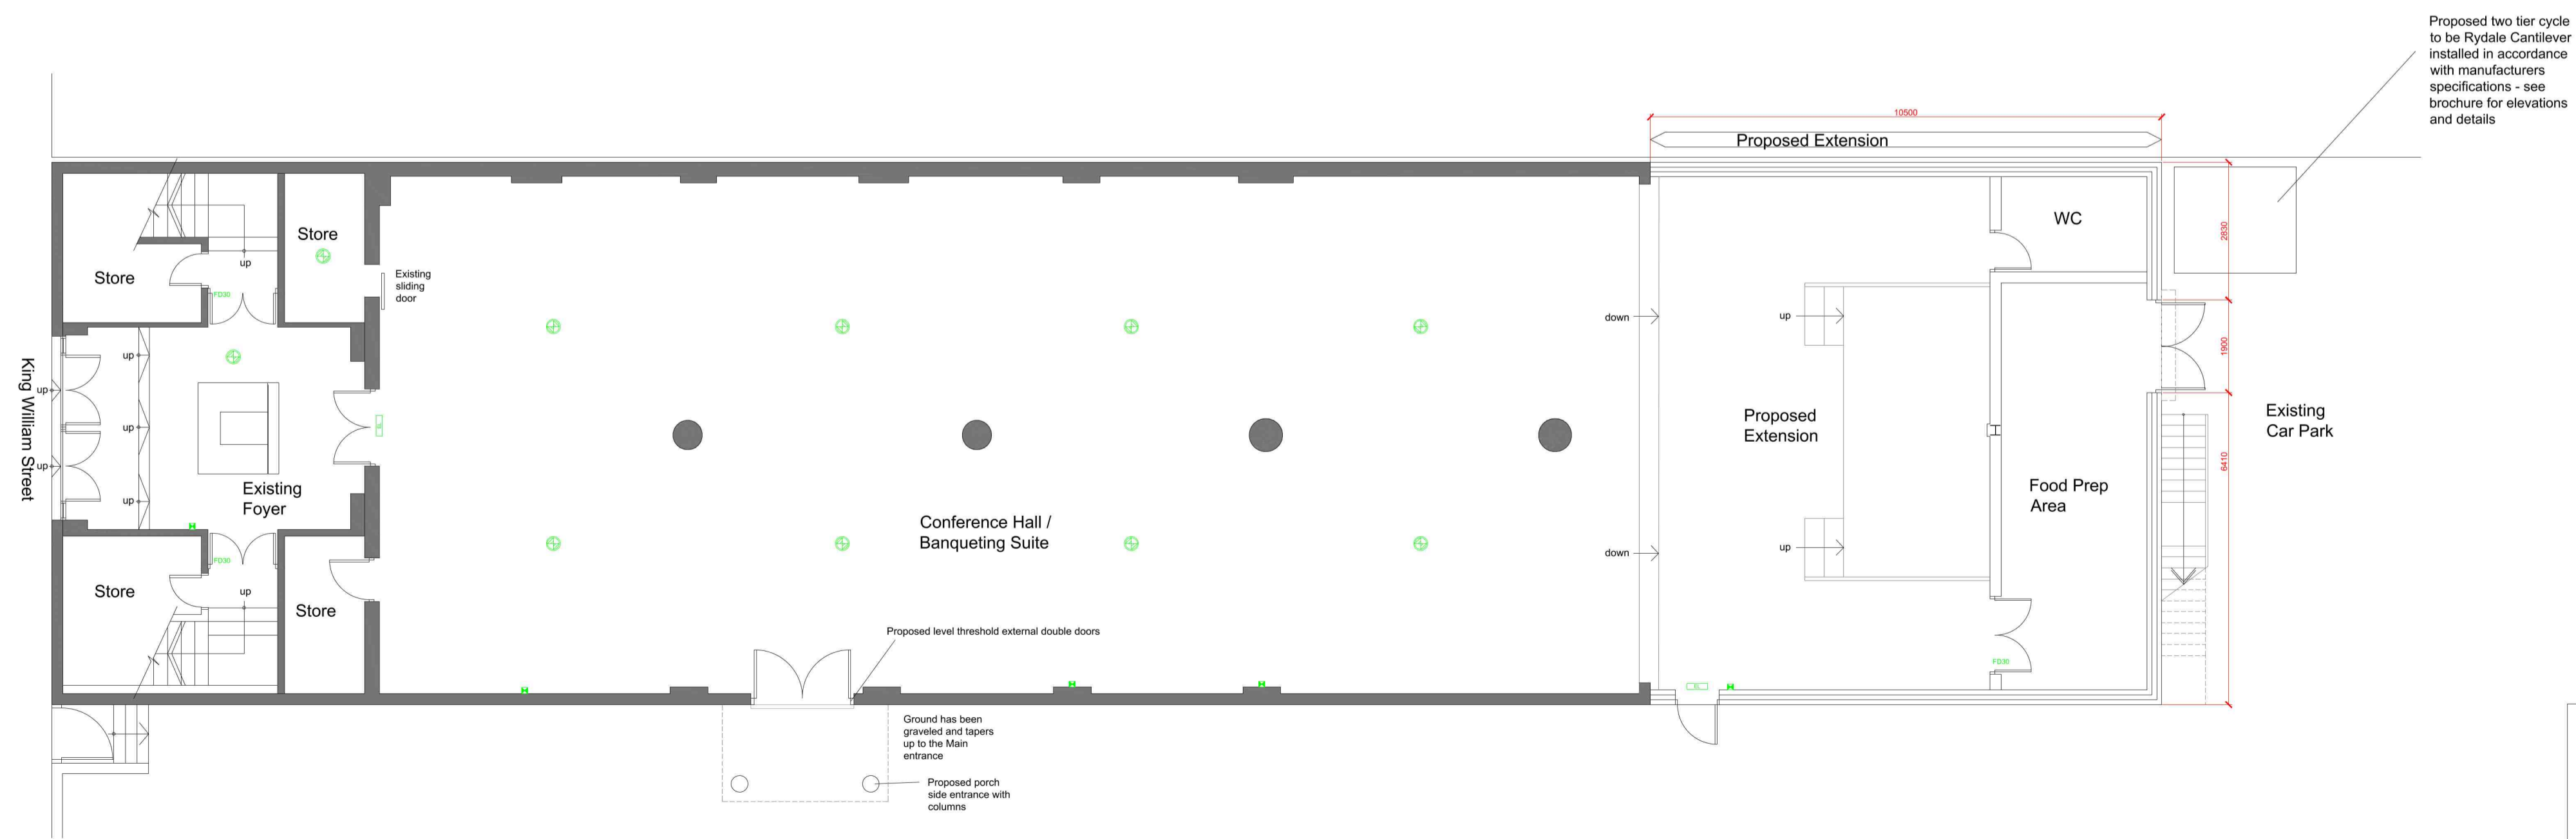 Proposed two tier cycle
to be Rydale Cantilever
installed in accordance
with manufacturers
specifications - see
brochure for elevations
and details
10500
Proposed Extension
Store
Store
up
FD30
Existing
sliding
door
WC
2830
down
up
up
up
King William Street
1900
Existing
Car Park
Proposed
Extension
up
EL
up
6410
up
Existing
Foyer
Food Prep
Area
Conference Hall /
Banqueting Suite
down
up
FD30
Store
up
Store
Proposed level threshold external double doors
FD30
EL
Ground has been
graveled and tapers
up to the Main
entrance
Proposed porch
side entrance with
columns